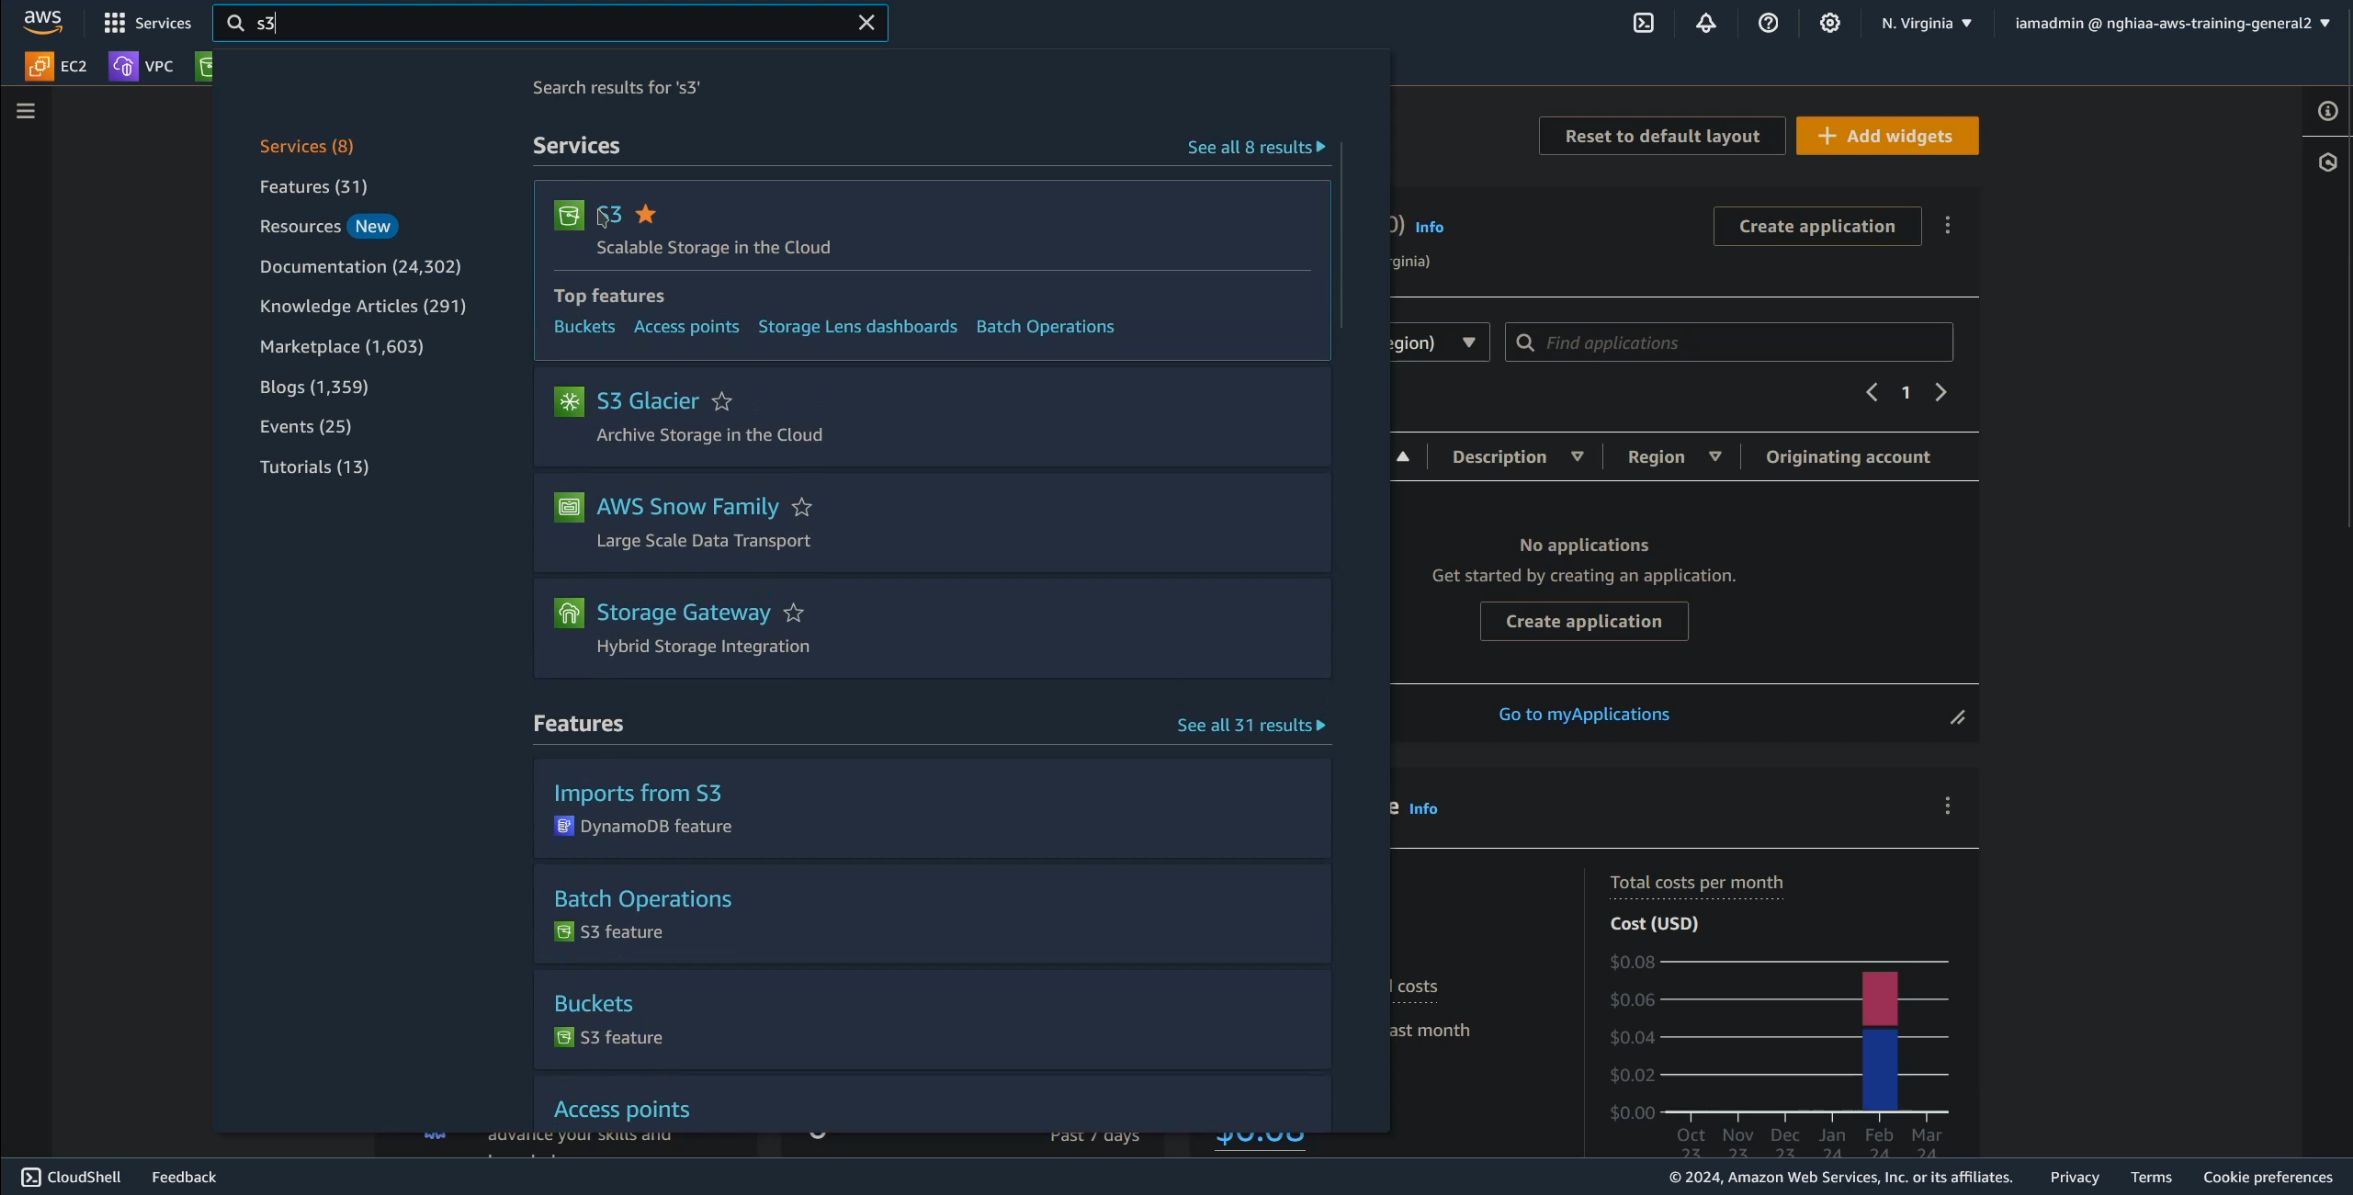 aws
Services
s3
N. Virginia
iamadmin @ nghiaa-aws-training-general2
EC2
VPC
Search results for 's3'
Services (8)
Features (31)
Resources New
Documentation (24,302)
Knowledge Articles (291)
Marketplace (1,603)
Blogs (1,359)
Events (25)
Tutorials (13)
Services
See all 8 results
S3
Scalable Storage in the Cloud
Top features
Buckets Access points Storage Lens dashboards Batch Operations
S3 Glacier
Archive Storage in the Cloud
AWS Snow Family
Large Scale Data Transport
Storage Gateway
Hybrid Storage Integration
Features
See all 31 results
Imports from S3
DynamoDB feature
Batch Operations
S3 feature
Buckets
S3 feature
Access points
Reset to default layout
Add widgets
Info
Create application
Find applications
1
Description
Region
Originating account
No applications
Get started by creating an application.
Create application
Go to myApplications
Info
costs
month
Total costs per month
Cost (USD)
$0.08
$0.06
$0.04
$0.02
$0.00
Oct Nov Dec Jan Feb Mar
23 23 23 24 24 24
advance your skills and
Past 7 days
$0.08
CloudShell
Feedback
© 2024, Amazon Web Services, Inc. or its affiliates.
Privacy
Terms
Cookie preferences